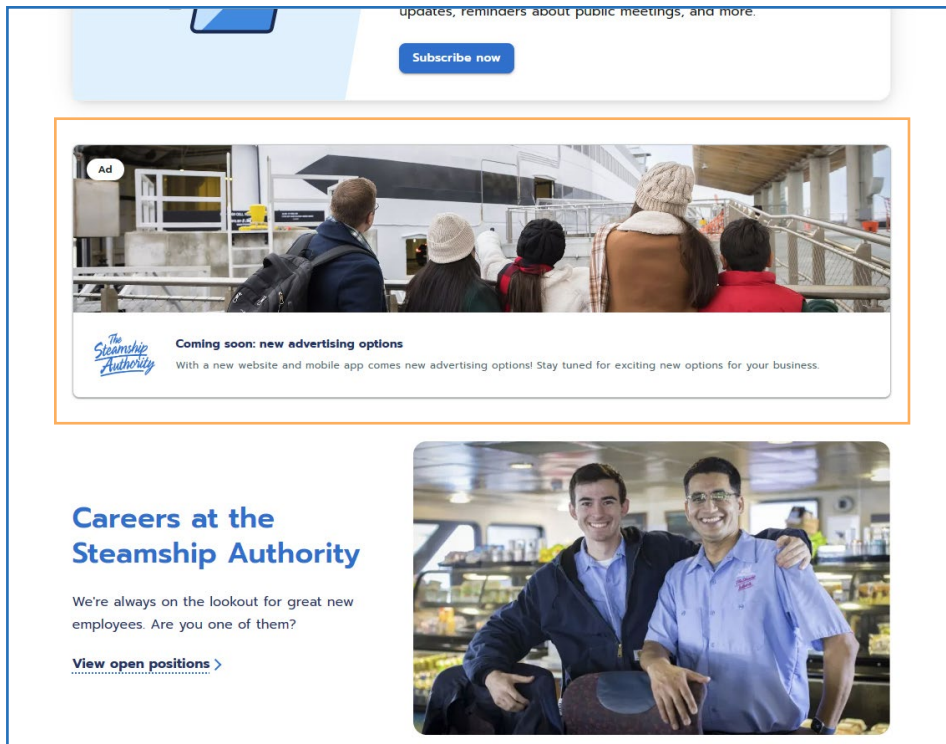 updates, reminders about public meetings, and more.
Subscribe now
Ad
The
Steamship
Authority
Coming soon: new advertising options
With a new website and mobile app comes new advertising options! Stay tuned for exciting new options for your business.
Careers at the
Steamship Authority
We're always on the lookout for great new
employees. Are you one of them?
View open positions